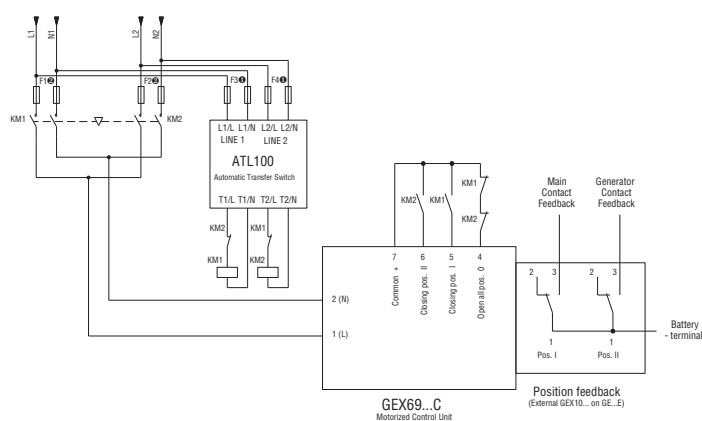 L1 N1 L2 N2
F1❷ F2❷ F3❶ F4❶
KM1 KM2
L1/L L1/N L2/L L2/N
LINE 1 LINE 2
ATL100
Automatic Transfer Switch
T1/L T1/N T2/L T2/N
KM2 KM1
KM1 KM2
KM1
KM2 KM1
KM2
7 6 5 4
Common +
Closing pos. II
Closing pos. I
Open all pos. 0
2 (N)
1 (L)
GEX69...C
Motorized Control Unit
Main
Contact
Feedback
Generator
Contact
Feedback
2 3 2 3
1 1
Pos. I Pos. II
Battery
- terminal
Position feedback
(External GEX10... on GE...E)